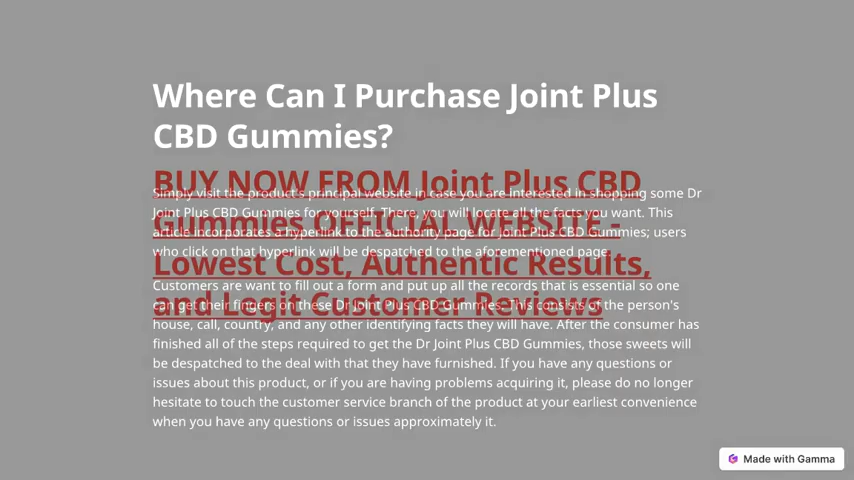 Where Can I Purchase Joint Plus
CBD Gummies?
BUY NOW FROM Joint Plus CBD
Gummies OFFICIAL WEBSITE -
Lowest Cost, Authentic Results,
and Legit Customer Reviews
Simply visit the product's principal website in case you are interested in shopping some Dr
Joint Plus CBD Gummies for yourself. There, you will locate all the facts you want. This
article incorporates a hyperlink to the authority page for Joint Plus CBD Gummies; users
who click on that hyperlink will be despatched to the aforementioned page.
Customers are want to fill out a form and put up all the records that is essential so one
can get their fingers on these Dr Joint Plus CBD Gummies. This consists of the person's
house, call, country, and any other identifying facts they will have. After the consumer has
finished all of the steps required to get the Dr Joint Plus CBD Gummies, those sweets will
be despatched to the deal with that they have furnished. If you have any questions or
issues about this product, or if you are having problems acquiring it, please do no longer
hesitate to touch the customer service branch of the product at your earliest convenience
when you have any questions or issues approximately it.
Made with Gamma